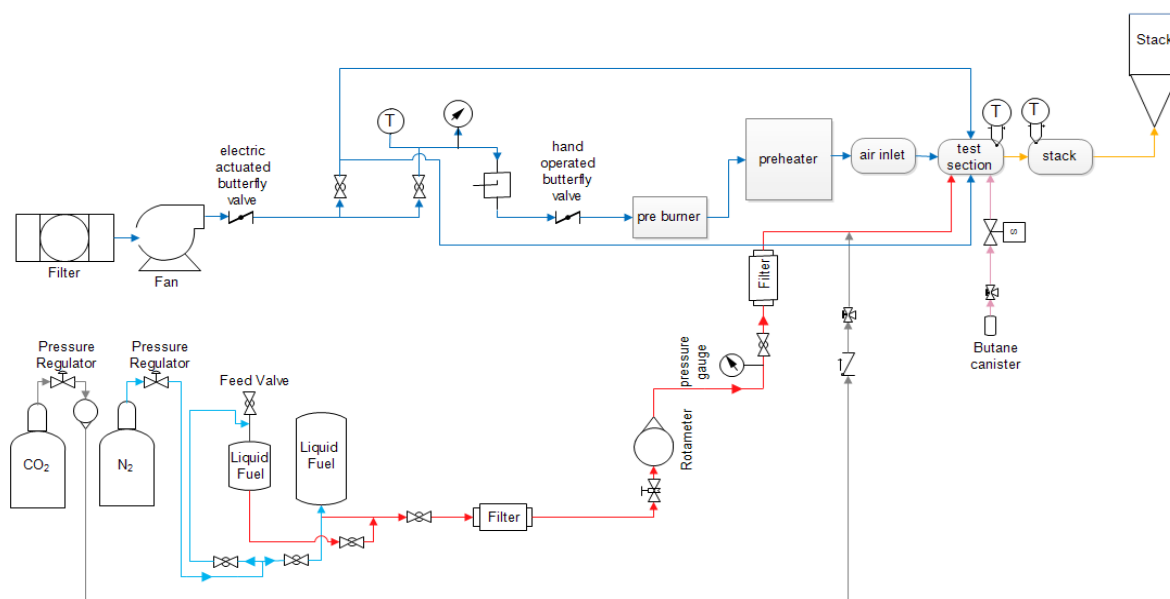 Stack
T
T
T
electric
actuated
butterfly
valve
hand
operated
butterfly
valve
preheater
air inlet
test
section
stack
pre burner
S
Filter
Fan
Filter
Butane
canister
Pressure
Regulator
Pressure
Regulator
Feed Valve
pressure
gauge
Rotameter
Liquid
Fuel
Liquid
Fuel
CO₂
N₂
Filter